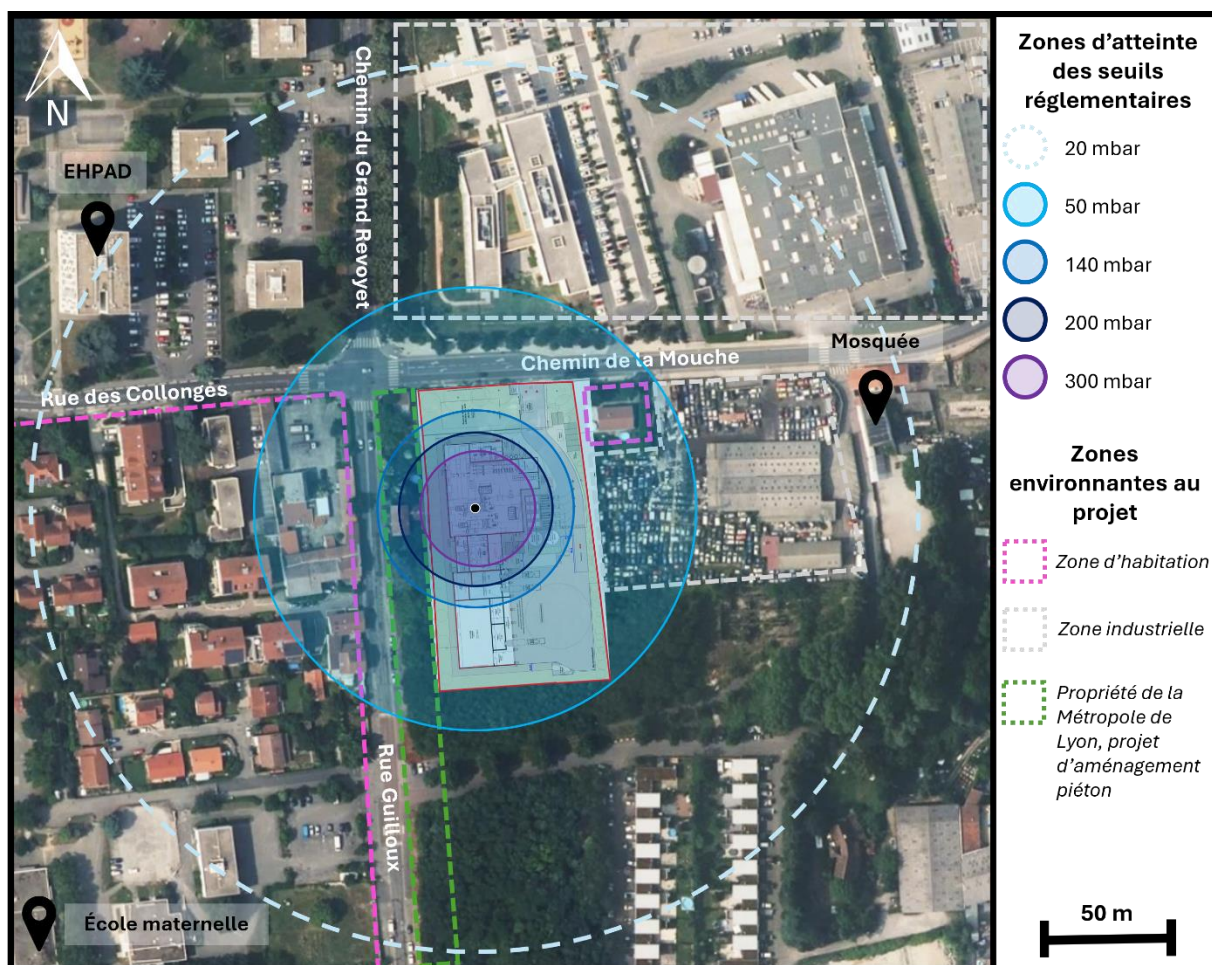 Chemin du Grand Revoyet
N
EHPAD
Chemin de la Mouche
Mosquée
Rue des Collonges
Rue Guilloux
École maternelle
Zones d'atteinte
des seuils
réglementaires
20 mbar
50 mbar
140 mbar
200 mbar
300 mbar
Zones
environnantes au
projet
Zone d'habitation
Zone industrielle
Propriété de la
Métropole de
Lyon, projet
d'aménagement
piéton
50 m